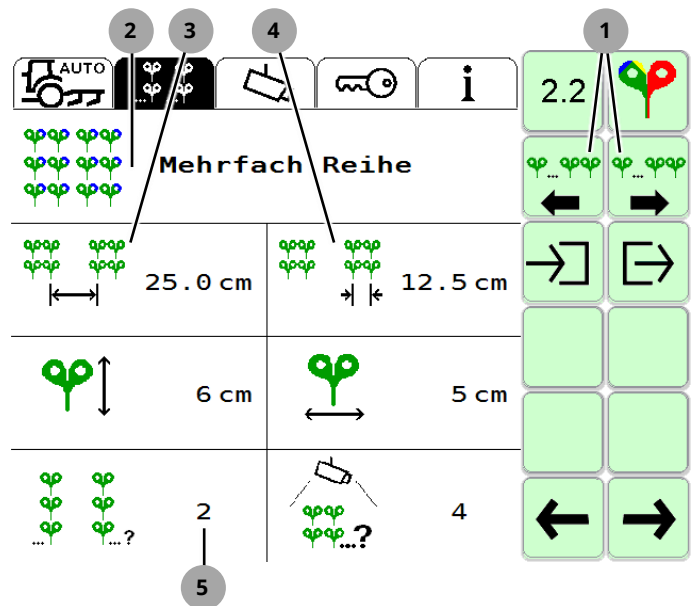 2 3 4 1
AUTO
i
2.2
Mehrfach Reihe
25.0 cm
12.5 cm
6 cm
5 cm
... ...? 2
...? 4
5